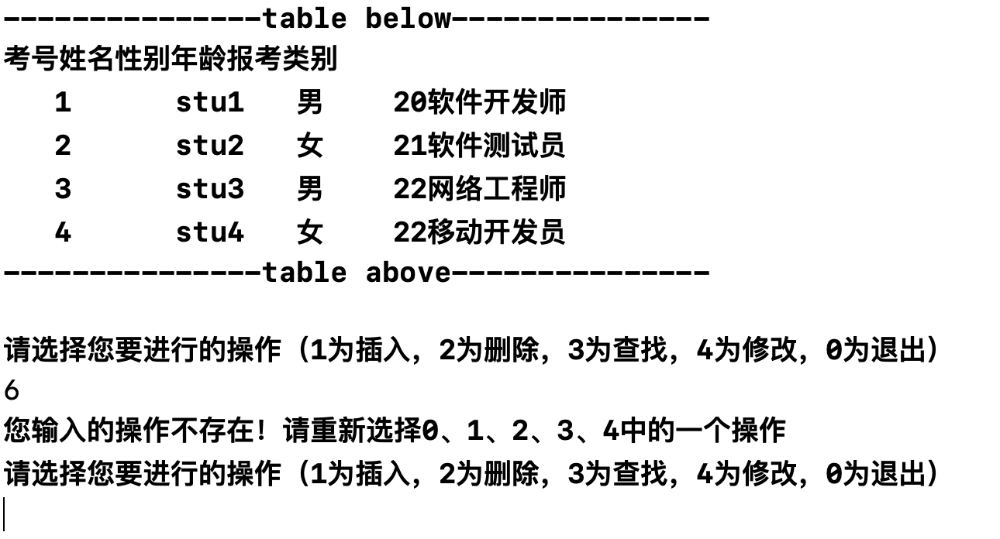 ---------------table below---------------
考号姓名性别年龄报考类别
   1      stu1   男    20软件开发师
   2      stu2   女    21软件测试员
   3      stu3   男    22网络工程师
   4      stu4   女    22移动开发员
---------------table above---------------
请选择您要进行的操作（1为插入，2为删除，3为查找，4为修改，0为退出）
6
您输入的操作不存在！请重新选择0、1、2、3、4中的一个操作
请选择您要进行的操作（1为插入，2为删除，3为查找，4为修改，0为退出）